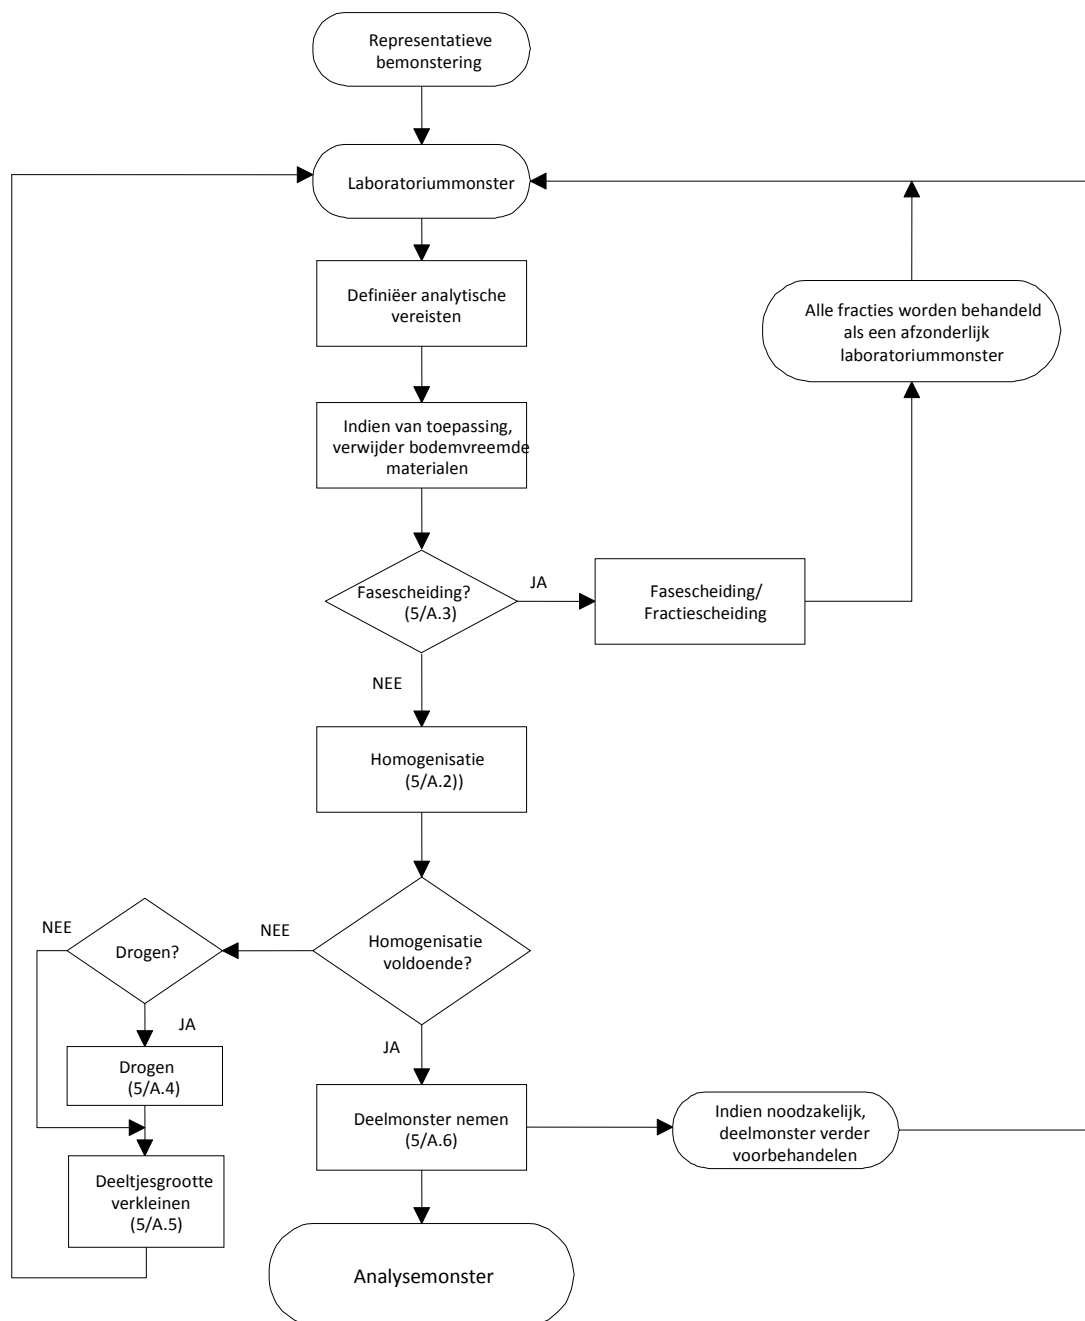 Representatieve
bemonstering
Laboratoriummonster
Definiëer analytische
vereisten
Alle fracties worden behandeld
als een afzonderlijk
laboratoriummonster
Indien van toepassing,
verwijder bodemvreemde
materialen
Fasescheiding?
(5/A.3)
JA
Fasescheiding/
Fractiescheiding
NEE
Homogenisatie
(5/A.2))
Homogenisatie
voldoende?
NEE
Drogen?
NEE
JA
Drogen
(5/A.4)
Deeltjesgrootte
verkleinen
(5/A.5)
JA
Deelmonster nemen
(5/A.6)
Indien noodzakelijk,
deelmonster verder
voorbehandelen
Analysemonster